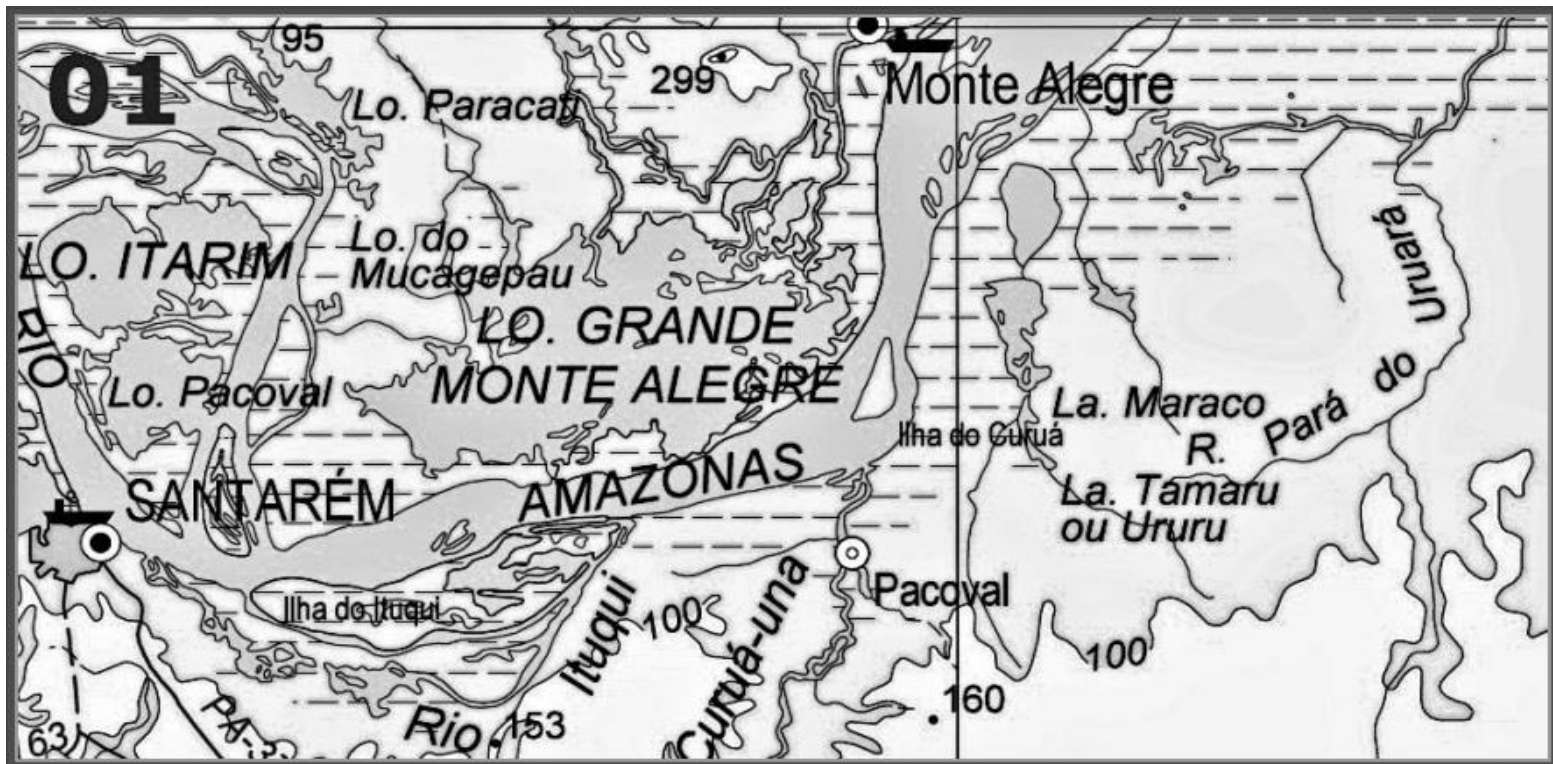 01
95
299
Monte Alegre
Lo. Paracati
LO. ITARIM
Lo. do
Mucagepau
Uruará
RIO
LO. GRANDE
MONTE ALEGRE
Lo. Pacoval
La. Maraco
Pará do
Ilha do Curuá
R.
SANTARÉM
AMAZONAS
La. Tamaru
ou Ururu
Ilha do Ituqui
Ituqui
100
Curuá-una
Pacoval
100
160
63
PA-
Rio
153